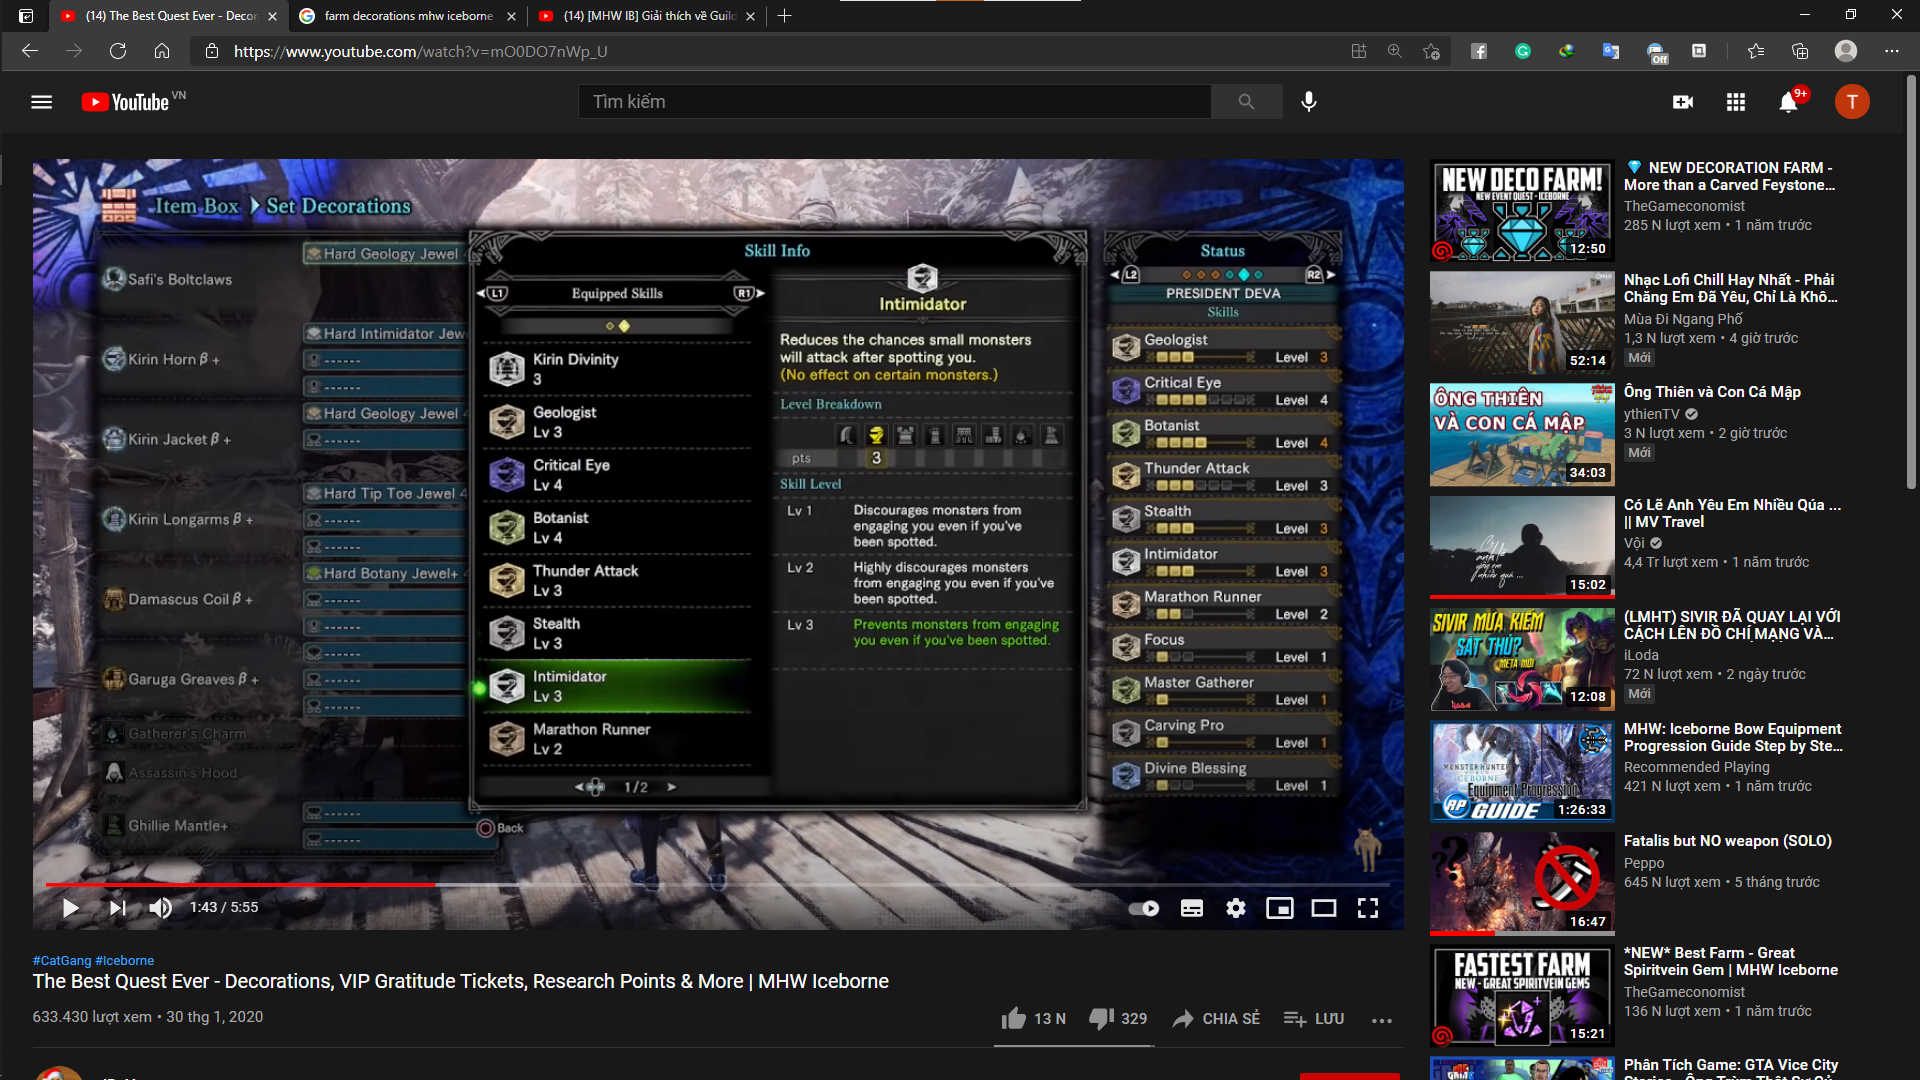 (14) The Best Quest Ever - Decor
farm decorations mhw iceborne
(14) [MHW IB] Giải thích về Guild
https://www.youtube.com/watch?v=mO0DO7nWp_U
Off
YouTube VN
Tìm kiếm
9+
T
Item Box Set Decorations
Safi's Boltclaws
Hard Geology Jewel
Kirin Horn β +
Hard Intimidator Jew
Kirin Jacket β +
Hard Geology Jewel 4
Kirin Longarms β +
Hard Tip Toe Jewel 4
Damascus Coil β +
Hard Botany Jewel+ 4
Garuga Greaves β +
Gatherer's Charm
Assassin's Hood
Ghillie Mantle+
Skill Info
L1 Equipped Skills R1
Kirin Divinity
3
Geologist
Lv 3
Critical Eye
Lv 4
Botanist
Lv 4
Thunder Attack
Lv 3
Stealth
Lv 3
Intimidator
Lv 3
Marathon Runner
Lv 2
1/2
Back
Intimidator
Reduces the chances small monsters
will attack after spotting you.
(No effect on certain monsters.)
Level Breakdown
pts 3
Skill Level
Lv 1 Discourages monsters from
engaging you even if you've
been spotted.
Lv 2 Highly discourages monsters
from engaging you even if you've
been spotted.
Lv 3 Prevents monsters from engaging
you even if you've been spotted.
Status
L2 R2
PRESIDENT DEVA
Skills
Geologist
Level 3
Critical Eye
Level 4
Botanist
Level 4
Thunder Attack
Level 3
Stealth
Level 3
Intimidator
Level 3
Marathon Runner
Level 2
Focus
Level 1
Master Gatherer
Level 1
Carving Pro
Level 1
Divine Blessing
Level 1
1:43 / 5:55
#CatGang #Iceborne
The Best Quest Ever - Decorations, VIP Gratitude Tickets, Research Points & More | MHW Iceborne
633.430 lượt xem • 30 thg 1, 2020
13 N
329
CHIA SẺ
LƯU
NEW DECO FARM!
NEW EVENT QUEST - ICEBORNE
12:50
NEW DECORATION FARM -
More than a Carved Feystone...
TheGameconomist
285 N lượt xem • 1 năm trước
52:14
Nhạc Lofi Chill Hay Nhất - Phải
Chăng Em Đã Yêu, Chỉ Là Khô...
Mùa Đi Ngang Phố
1,3 N lượt xem • 4 giờ trước
Mới
ÔNG THIÊN
VÀ CON CÁ MẬP
34:03
Ông Thiên và Con Cá Mập
ythienTV
3 N lượt xem • 2 giờ trước
Mới
15:02
Có Lẽ Anh Yêu Em Nhiều Qúa ...
|| MV Travel
Vội
4,4 Tr lượt xem • 1 năm trước
SIVIR MÚA KIẾM
SÁT THỦ?
META MỚI
12:08
(LMHT) SIVIR ĐÃ QUAY LẠI VỚI
CÁCH LÊN ĐỒ CHÍ MẠNG VÀ...
iLoda
72 N lượt xem • 2 ngày trước
Mới
MONSTER HUNTER
ICEBORNE
Equipment Progression
RP GUIDE
1:26:33
MHW: Iceborne Bow Equipment
Progression Guide Step by Ste...
Recommended Playing
421 N lượt xem • 1 năm trước
??
16:47
Fatalis but NO weapon (SOLO)
Peppo
645 N lượt xem • 5 tháng trước
FASTEST FARM
NEW - GREAT SPIRITVEIN GEMS
15:21
*NEW* Best Farm - Great
Spiritvein Gem | MHW Iceborne
TheGameconomist
136 N lượt xem • 1 năm trước
Phân Tích Game: GTA Vice City